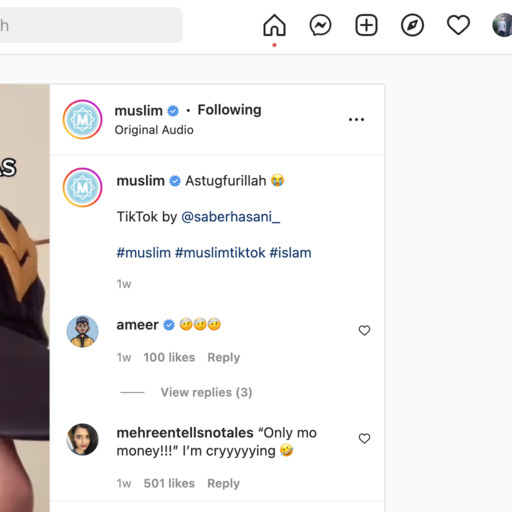 h
muslim • Following
Original Audio
AS
muslim Astugfurillah 😭
TikTok by @saberhasani_
#muslim #muslimtiktok #islam
1w
ameer 🤕🤕🤕
1w 100 likes Reply
View replies (3)
mehreentellsnotales “Only mo
money!!!” I’m cryyyyying 🤣
1w 501 likes Reply